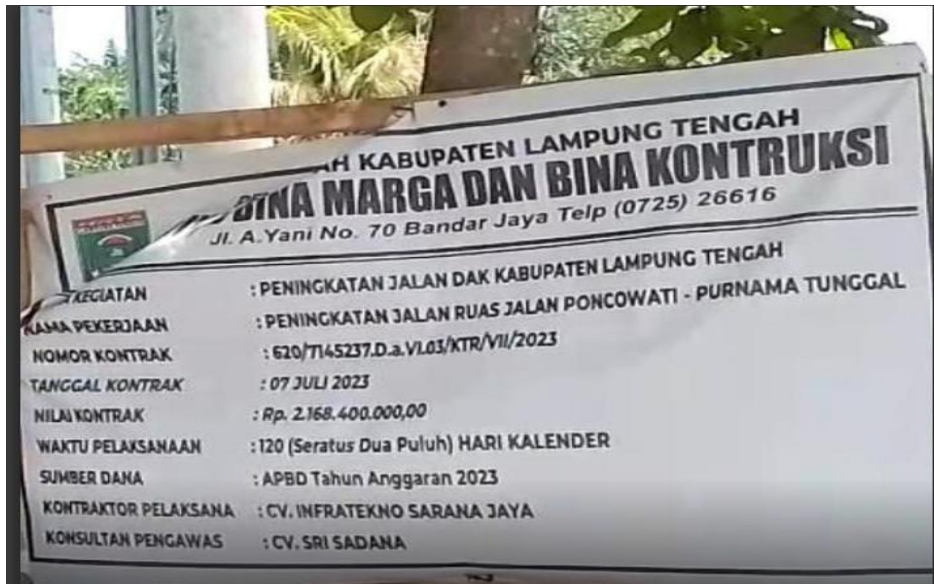 AH KABUPATEN LAMPUNG TENGAH
BINA MARGA DAN BINA KONTRUKSI
Jl. A.Yani No. 70 Bandar Jaya Telp (0725) 26616
KEGIATAN : PENINGKATAN JALAN DAK KABUPATEN LAMPUNG TENGAH
NAMA PEKERJAAN : PENINGKATAN JALAN RUAS JALAN PONCOWATI - PURNAMA TUNGGAL
NOMOR KONTRAK : 620/7145237.D.a.VI.03/KTR/VII/2023
TANGGAL KONTRAK : 07 JULI 2023
NILAI KONTRAK : Rp. 2.168.400.000,00
WAKTU PELAKSANAAN : 120 (Seratus Dua Puluh) HARI KALENDER
SUMBER DANA : APBD Tahun Anggaran 2023
KONTRAKTOR PELAKSANA : CV. INFRATEKNO SARANA JAYA
KONSULTAN PENGAWAS : CV. SRI SADANA